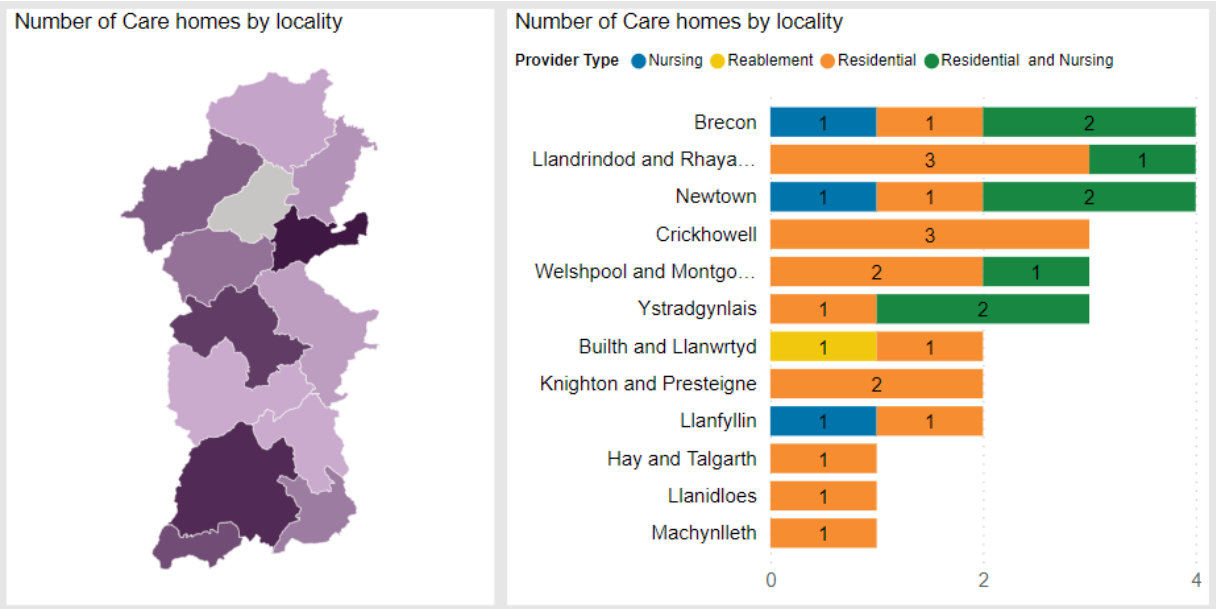 Number of Care homes by locality
Number of Care homes by locality
Provider Type Nursing Reablement Residential Residential and Nursing
Brecon 1 1 2
Llandrindod and Rhaya… 3 1
Newtown 1 1 2
Crickhowell 3
Welshpool and Montgo… 2 1
Ystradgynlais 1 2
Builth and Llanwrtyd 1 1
Knighton and Presteigne 2
Llanfyllin 1 1
Hay and Talgarth 1
Llanidloes 1
Machynlleth 1
0 2 4